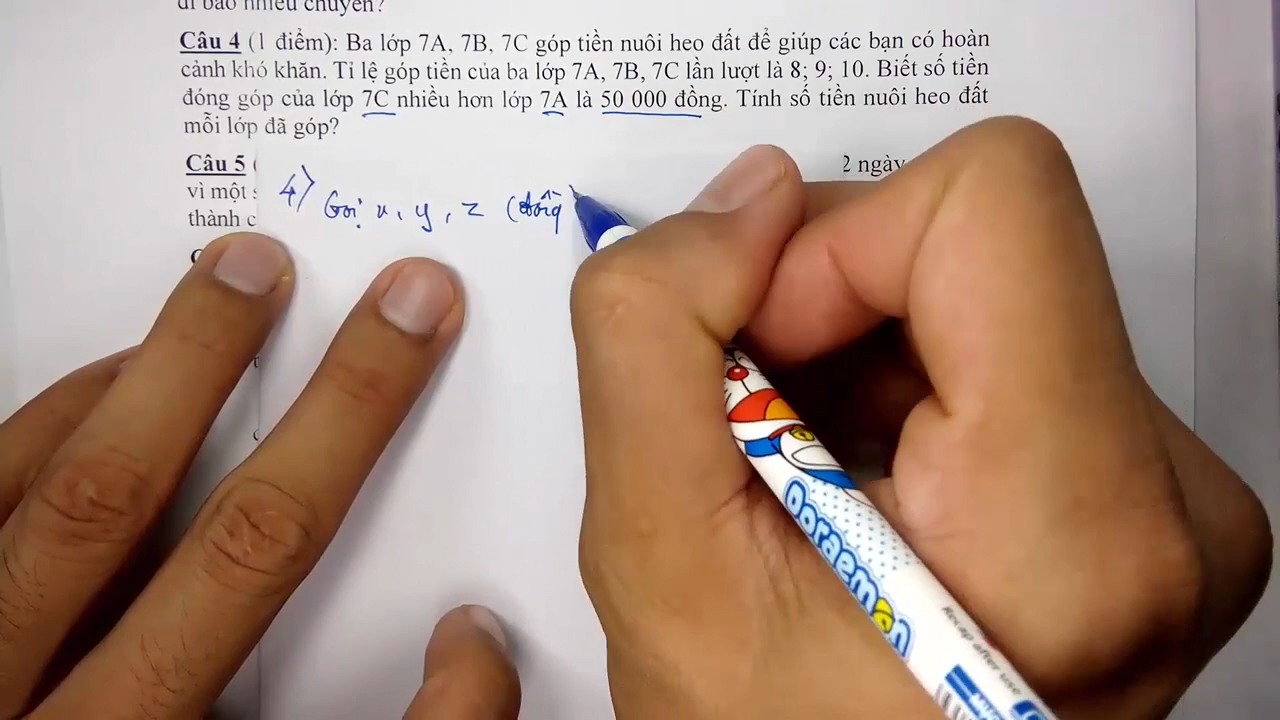 đi bao nhiêu chuyến?
Câu 4 (1 điểm): Ba lớp 7A, 7B, 7C góp tiền nuôi heo đất để giúp các bạn có hoàn
cảnh khó khăn. Tỉ lệ góp tiền của ba lớp 7A, 7B, 7C lần lượt là 8; 9; 10. Biết số tiền
đóng góp của lớp 7C nhiều hơn lớp 7A là 50 000 đồng. Tính số tiền nuôi heo đất
mỗi lớp đã góp?
Câu 5 ( 2 ngày
vì một
thành c
4) Gọi x, y, z (đồng
Doraemon
Recap after use